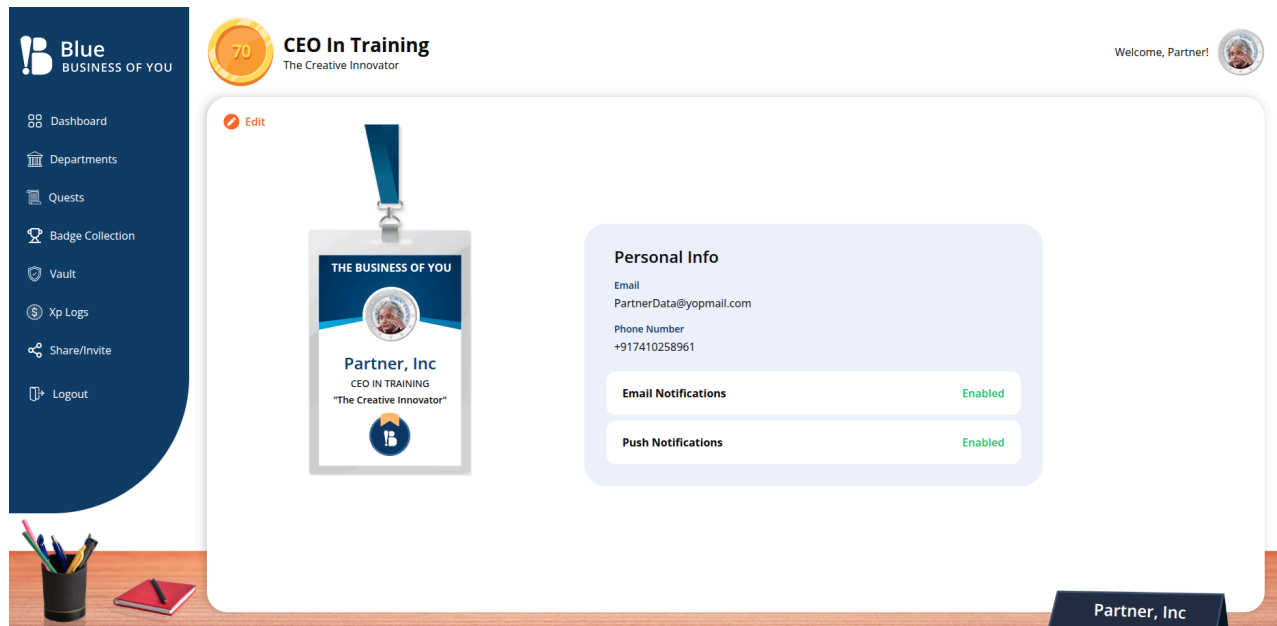 Blue
BUSINESS OF YOU
Dashboard
Departments
Quests
Badge Collection
Vault
Xp Logs
Share/Invite
Logout
70
CEO In Training
The Creative Innovator
Welcome, Partner!
Edit
THE BUSINESS OF YOU
Partner, Inc
CEO IN TRAINING
"The Creative Innovator"
Personal Info
Email
PartnerData@yopmail.com
Phone Number
+917410258961
Email Notifications Enabled
Push Notifications Enabled
Partner, Inc